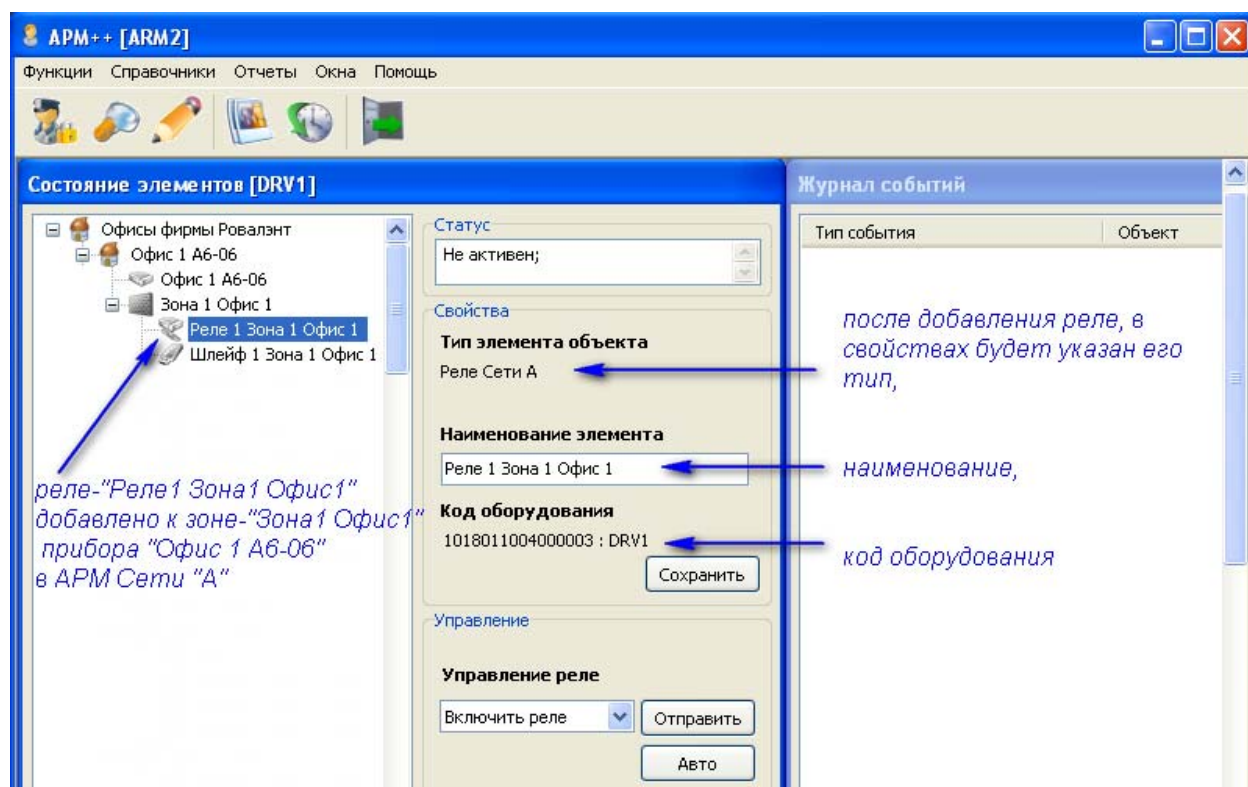 АРМ++ [ARM2]
Функции Справочники Отчеты Окна Помощь
Состояние элементов [DRV1]
Офисы фирмы Ровалэнт
Офис 1 А6-06
Офис 1 А6-06
Зона 1 Офис 1
Реле 1 Зона 1 Офис 1
Шлейф 1 Зона 1 Офис 1
реле-"Реле1 Зона1 Офис1"
добавлено к зоне-"Зона1 Офис1"
прибора "Офис 1 А6-06"
в АРМ Сети "А"
Статус
Не активен;
Свойства
Тип элемента объекта
Реле Сети А
Наименование элемента
Реле 1 Зона 1 Офис 1
Код оборудования
1018011004000003 : DRV1
Сохранить
Управление
Управление реле
Включить реле
Отправить
Авто
Журнал событий
Тип события Объект
после добавления реле, в
свойствах будет указан его
тип,
наименование,
код оборудования